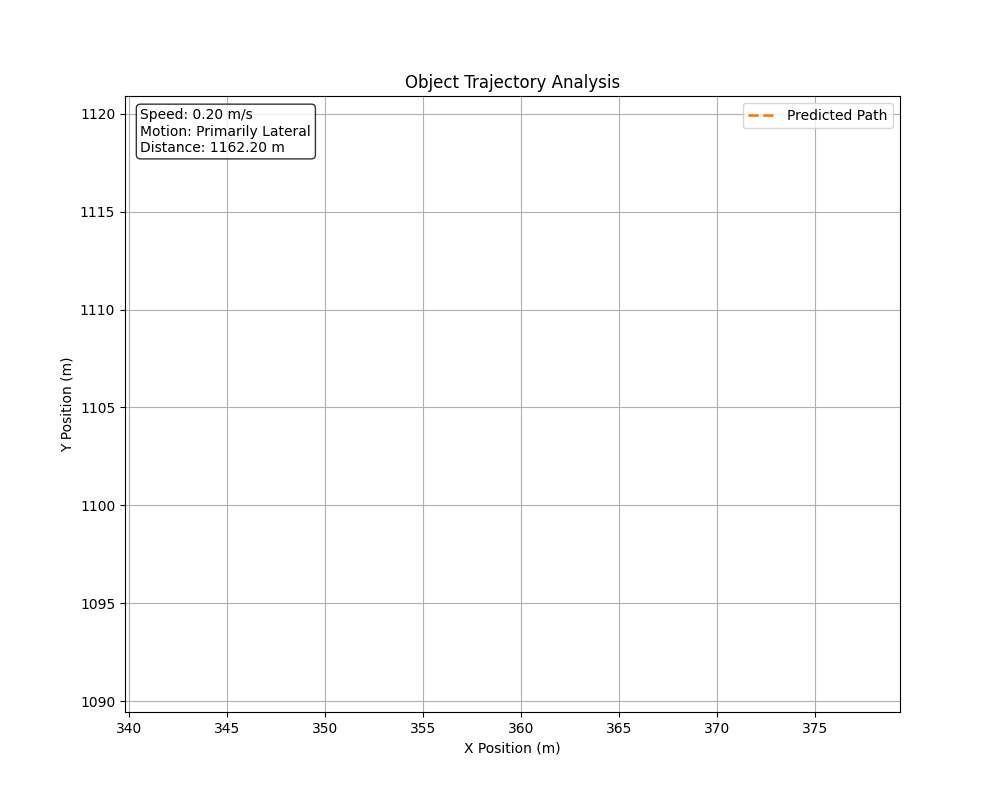 Object Trajectory Analysis
Speed: 0.20 m/s
Motion: Primarily Lateral
Distance: 1162.20 m
Predicted Path
1120
1115
1110
1105
1100
1095
1090
Y Position (m)
340 345 350 355 360 365 370 375
X Position (m)